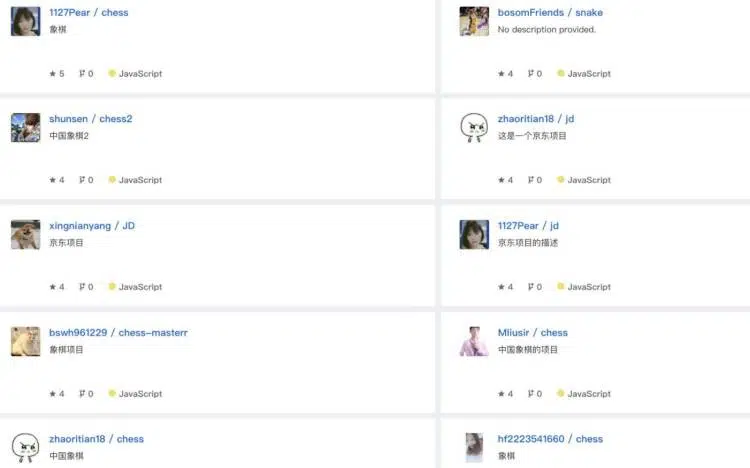 1127Pear / chess
象棋
5 0 JavaScript
bosomFriends / snake
No description provided.
4 0 JavaScript
shunsen / chess2
中国象棋2
4 0 JavaScript
zhaoritian18 / jd
这是一个京东项目
4 0 JavaScript
xingnianyang / JD
京东项目
4 0 JavaScript
1127Pear / jd
京东项目的描述
4 0 JavaScript
bswh961229 / chess-masterr
象棋项目
4 0 JavaScript
Mliusir / chess
中国象棋的项目
4 0 JavaScript
zhaoritian18 / chess
中国象棋
hf2223541660 / chess
象棋